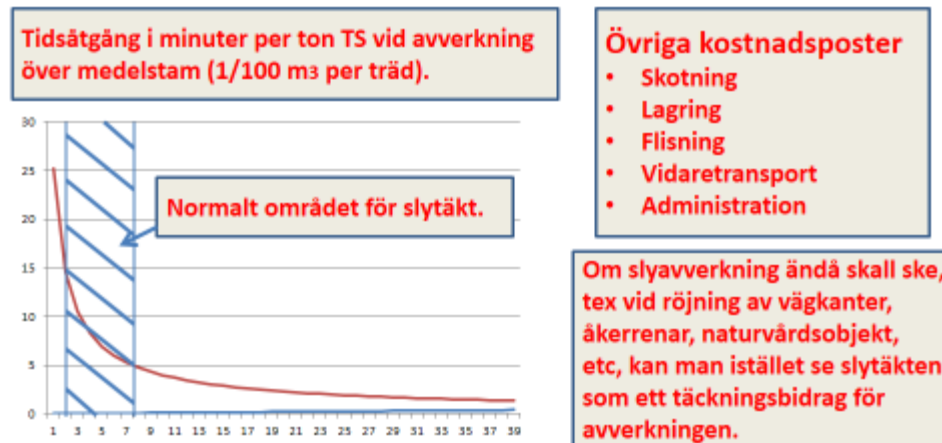 Tidsåtgång i minuter per ton TS vid avverkning
över medelstam (1/100 m3 per träd).
30
25
20
15
10
5
0
1 3 5 7 9 11 13 15 17 19 21 23 25 27 29 31 33 35 37 39
Normalt området för slytäkt.
Övriga kostnadsposter
• Skotning
• Lagring
• Flisning
• Vidaretransport
• Administration
Om slyavverkning ändå skall ske,
tex vid röjning av vägkanter,
åkerrenar, naturvårdsobjekt,
etc, kan man istället se slytäkten
som ett täckningsbidrag för
avverkningen.